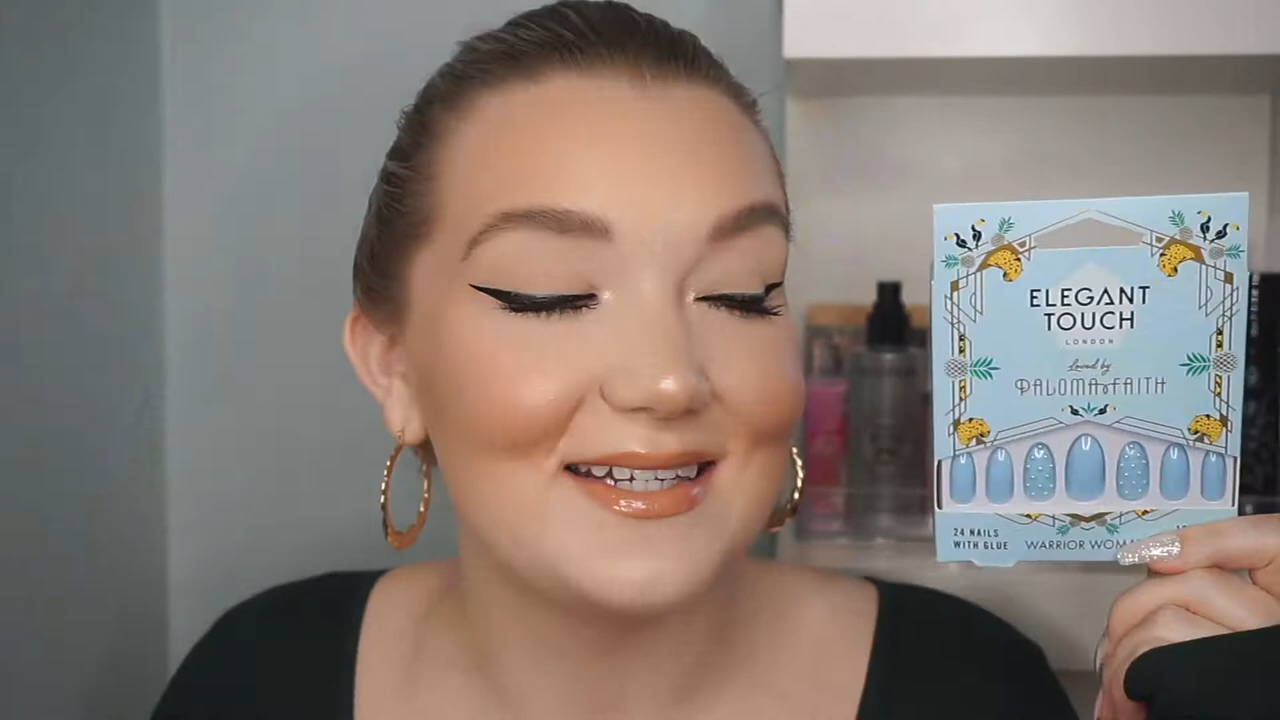 ELEGANT
TOUCH
LONDON
Loved by
PALOMA FAITH
24 NAILS
WITH GLUE
WARRIOR WOMA